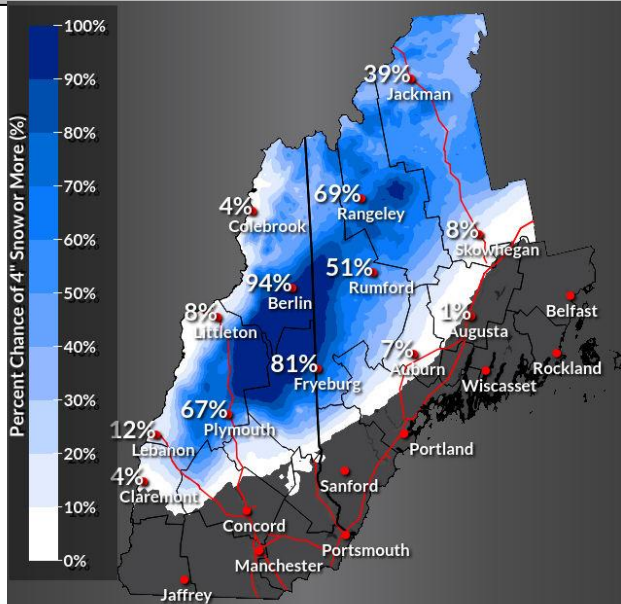 Percent Chance of 4" Snow or More (%)
100%
90%
80%
70%
60%
50%
40%
30%
20%
10%
0%
39%
Jackman
69%
Rangeley
4%
Colebrook
8%
Skowhegan
51%
Rumford
94%
Berlin
Belfast
8%
Littleton
1%
Augusta
7%
Auburn
Rockland
81%
Fryeburg
Wiscasset
67%
Plymouth
12%
Lebanon
Portland
4%
Claremont
Sanford
Concord
Portsmouth
Manchester
Jaffrey